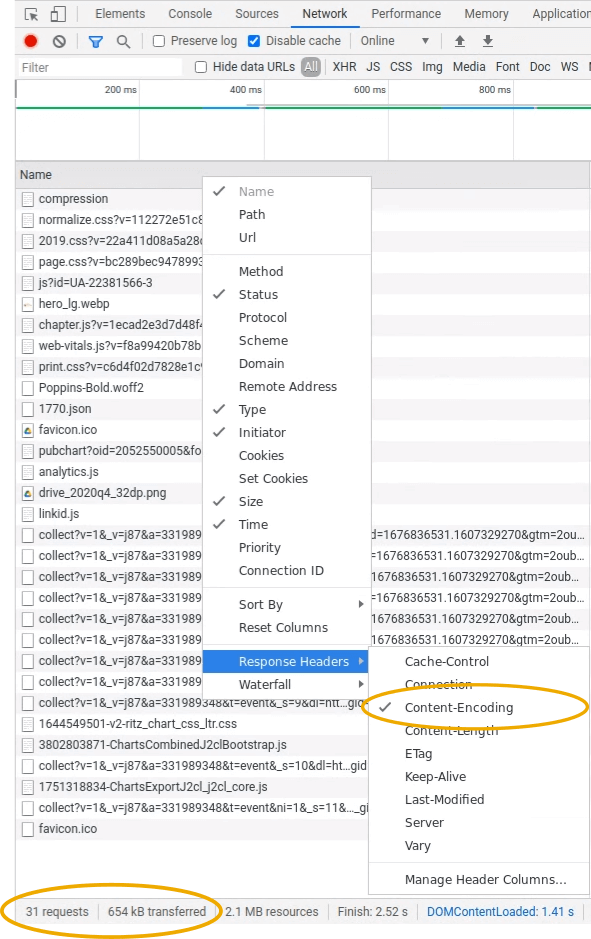 Elements Console Sources Network Performance Memory Application
Preserve log Disable cache Online
Filter Hide data URLs All XHR JS CSS Img Media Font Doc WS
200 ms 400 ms 600 ms 800 ms
Name
compression
normalize.css?v=112272e51c8
2019.css?v=22a411d08a5a28
page.css?v=bc289bec9478993
js?id=UA-22381566-3
hero_lg.webp
chapter.js?v=1ecad2e3d7d48f4
web-vitals.js?v=f8a99420b78b
print.css?v=c6d4f02d7828e1c
Poppins-Bold.woff2
1770.json
favicon.ico
pubchart?oid=2052550005&fo
analytics.js
drive_2020q4_32dp.png
linkid.js
collect?v=1&_v=j87&a=331989 d=1676836531.1607329270&gtm=2oub…
collect?v=1&_v=j87&a=331989 =1676836531.1607329270&gtm=2oub…
collect?v=1&_v=j87&a=331989 1676836531.1607329270&gtm=2oub…
collect?v=1&_v=j87&a=331989 =1676836531.1607329270&gtm=2oub…
collect?v=1&_v=j87&a=331989 1676836531.1607329270&gtm=2oub…
collect?v=1&_v=j87&a=331989 1676836531.1607329270&gtm=2oub…
collect?v=1&_v=j87&a=331989
collect?v=1&_v=j87&a=331989
collect?v=1&_v=j87&a=331989348&t=event&_s=9&dl=htt…gid
1644549501-v2-ritz_chart_css_ltr.css
3802803871-ChartsCombinedJ2clBootstrap.js
collect?v=1&_v=j87&a=331989348&t=event&_s=10&dl=ht…gid
1751318834-ChartsExportJ2cl_j2cl_core.js
collect?v=1&_v=j87&a=331989348&t=event&ni=1&_s=11&…_gi
favicon.ico
Name
Path
Url
Method
Status
Protocol
Scheme
Domain
Remote Address
Type
Initiator
Cookies
Set Cookies
Size
Time
Priority
Connection ID
Sort By
Reset Columns
Response Headers
Waterfall
Cache-Control
Connection
Content-Encoding
Content-Length
ETag
Keep-Alive
Last-Modified
Server
Vary
Manage Header Columns...
31 requests 654 kB transferred 2.1 MB resources Finish: 2.52 s DOMContentLoaded: 1.41 s